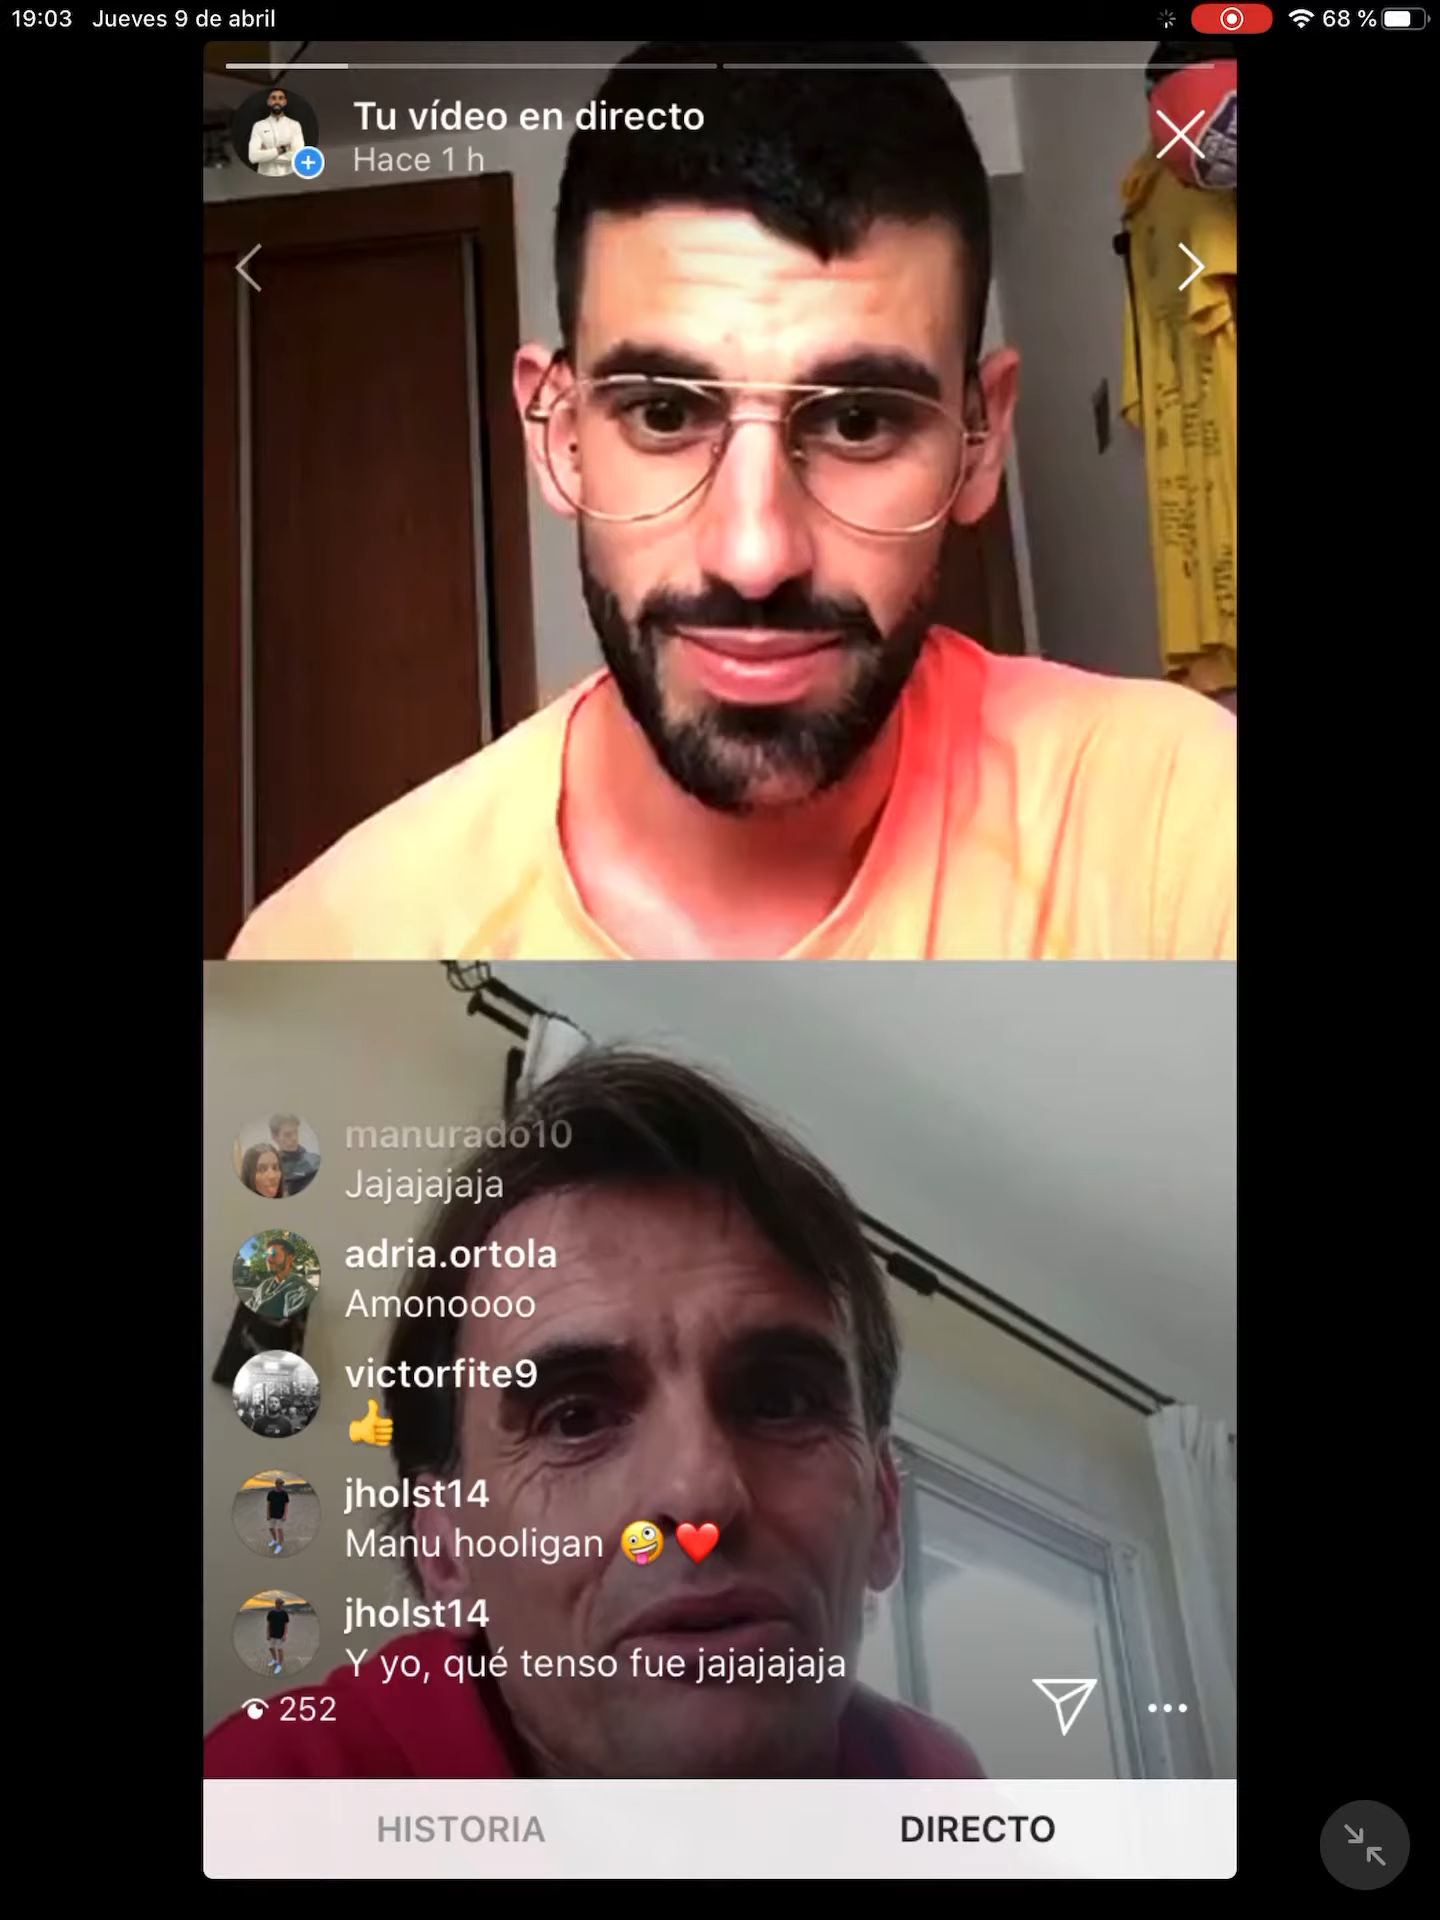 19:03 Jueves 9 de abril
68 %
Tu vídeo en directo
Hace 1 h
manurado10
Jajajajaja
adria.ortola
Amonoooo
victorfite9
👍
jholst14
Manu hooligan 🤪❤️
jholst14
Y yo, qué tenso fue jajajajaja
252
HISTORIA
DIRECTO